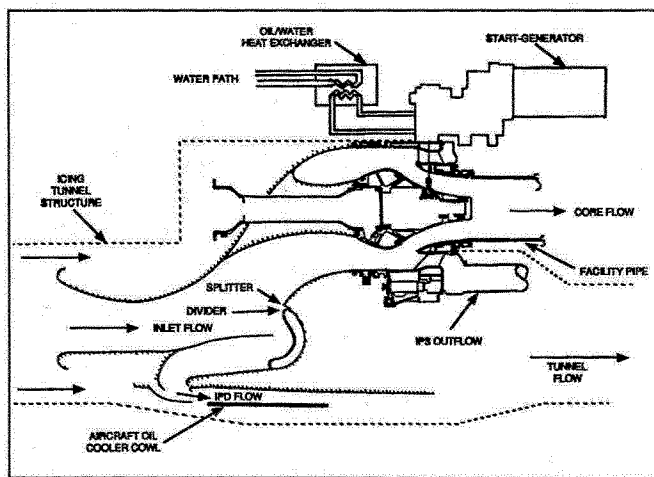 OIL/WATER
HEAT EXCHANGER
START-GENERATOR
WATER PATH
ICING
TUNNEL
STRUCTURE
CORE FLOW
FACILITY PIPE
SPLITTER
DIVIDER
INLET FLOW
IPS OUTFLOW
TUNNEL
FLOW
IPD FLOW
AIRCRAFT OIL
COOLER COWL